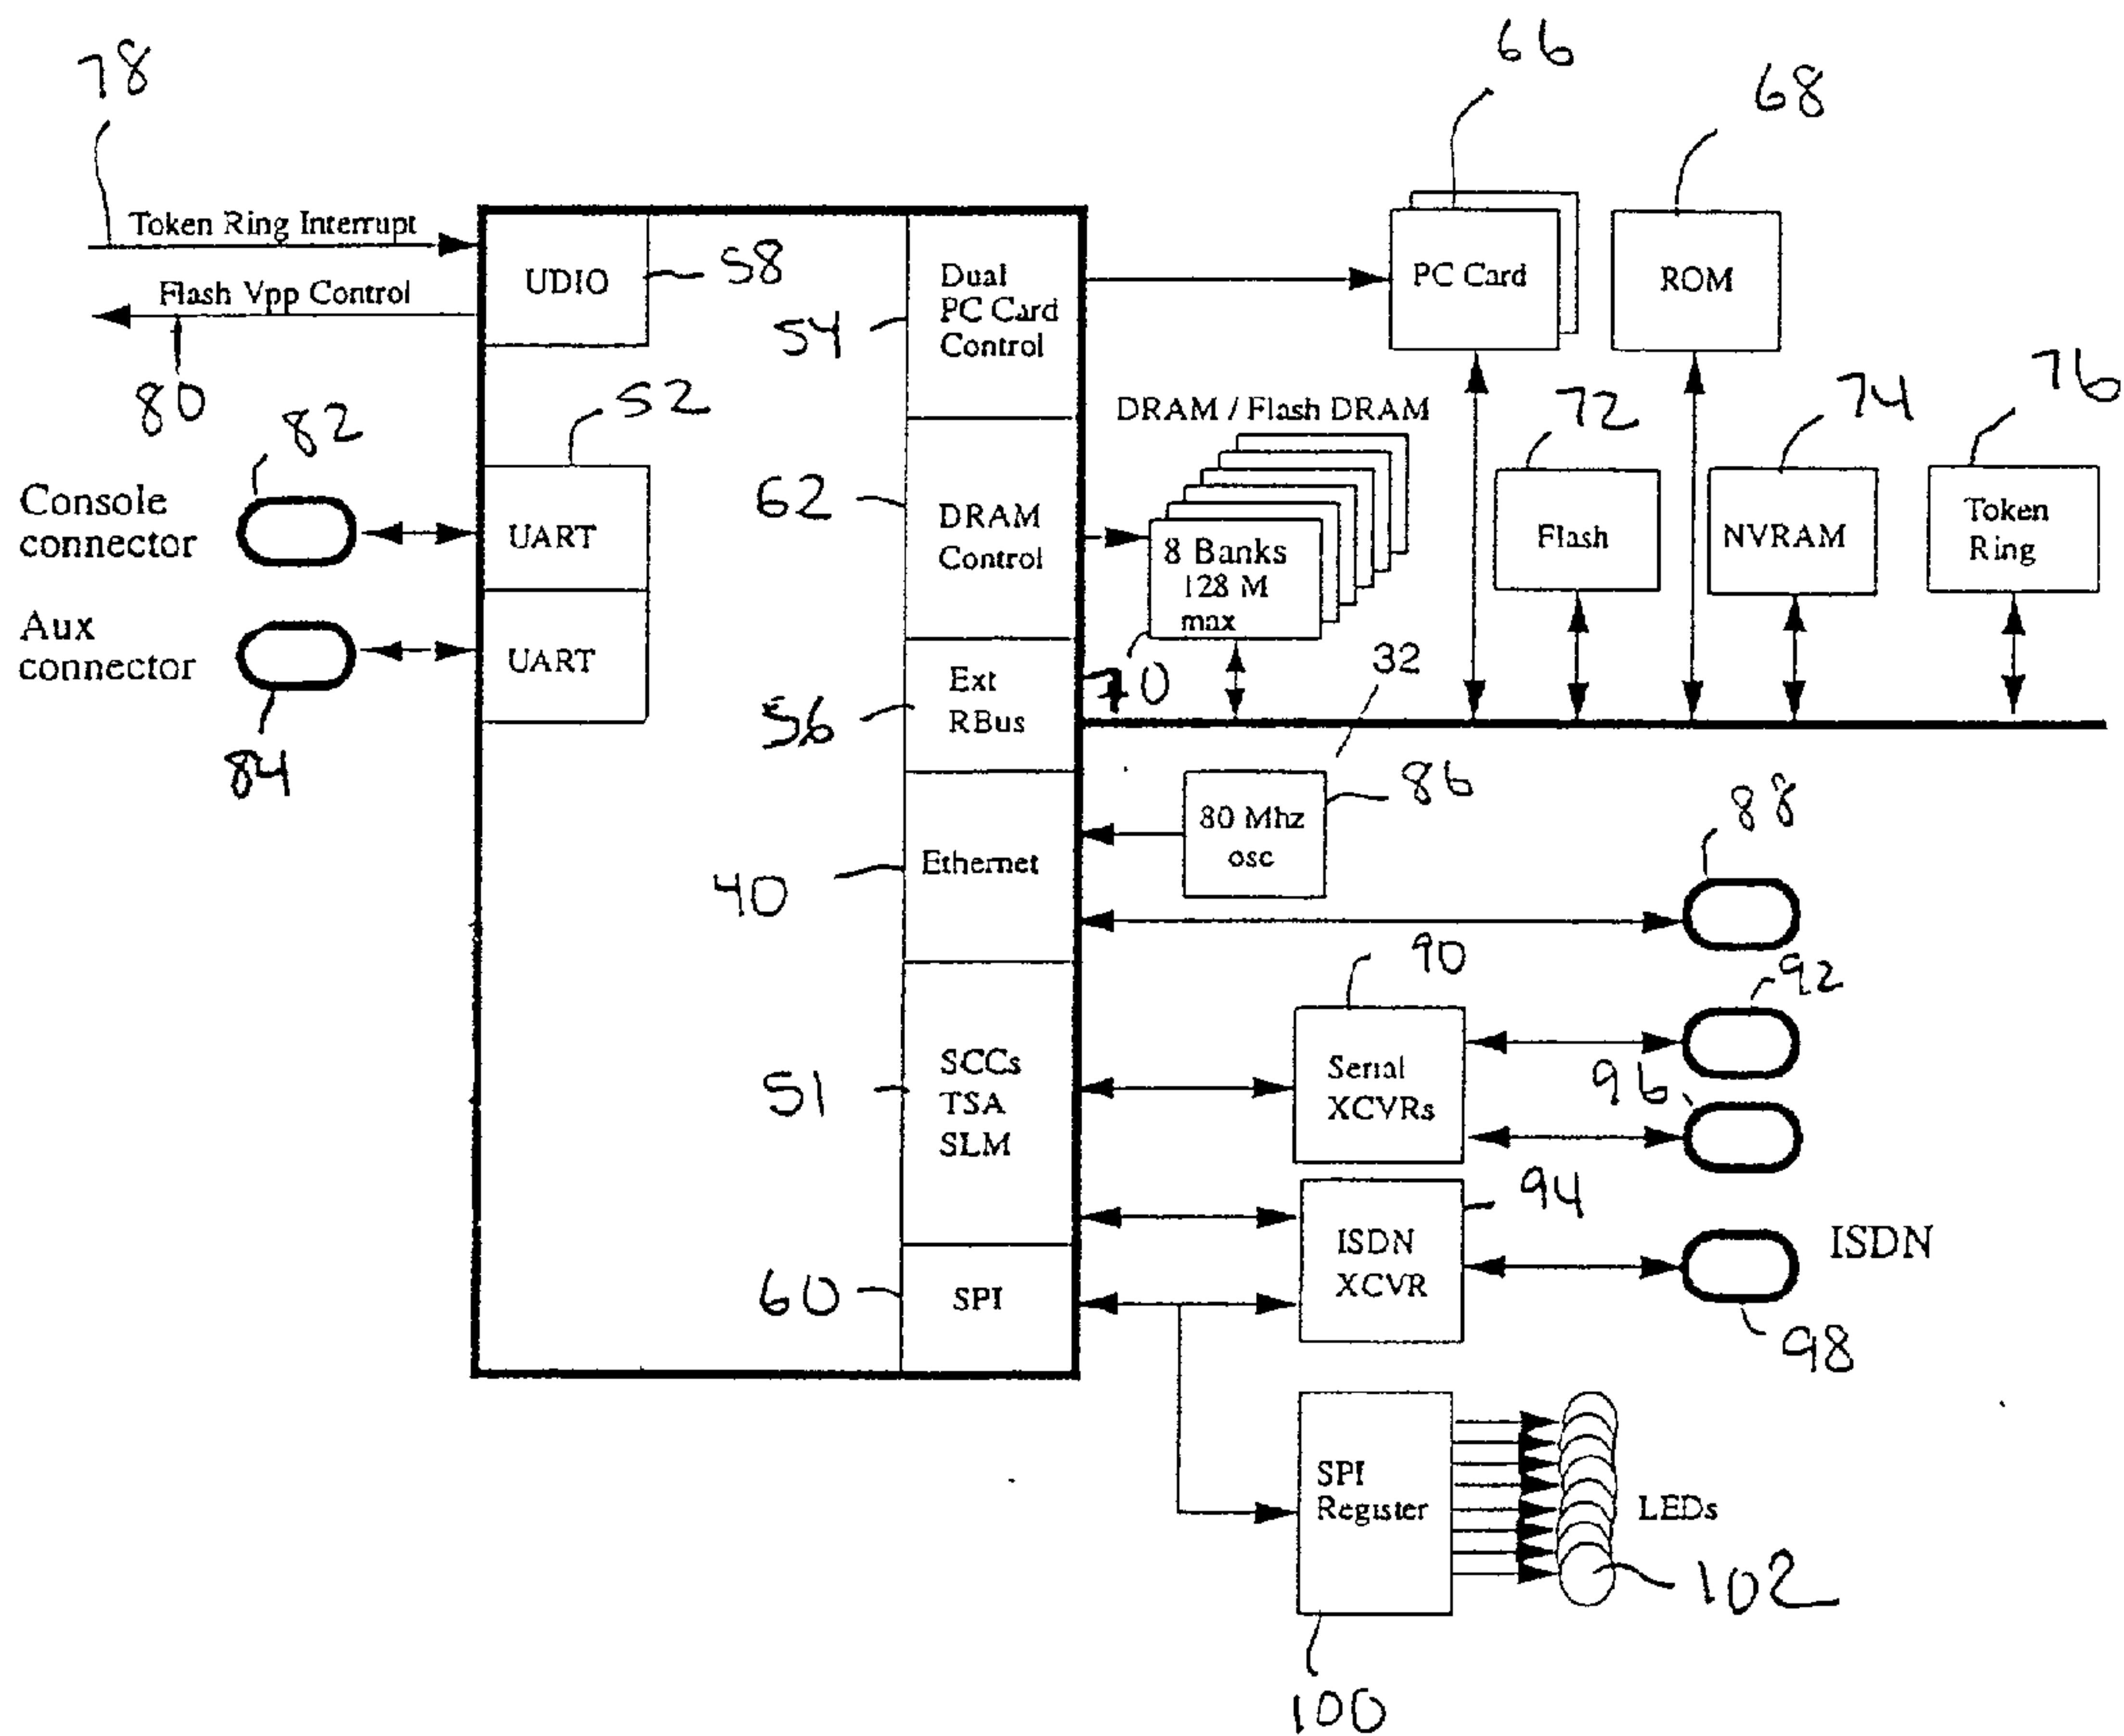 78
66
68
Token Ring Interrupt
Flash Vpp Control
80
UDIO
58
54
Dual
PC Card
Control
PC Card
ROM
DRAM / Flash DRAM
72
74
76
82
52
Console
connector
UART
62
DRAM
Control
8 Banks
128 M
max
Flash
NVRAM
Token
Ring
Aux
connector
84
UART
56
Ext
RBus
70
32
40
Ethernet
80 Mhz
osc
86
88
90
92
51
SCCs
TSA
SLM
Serial
XCVRs
96
94
ISDN
XCVR
ISDN
98
60
SPI
SPI
Register
LEDs
102
100